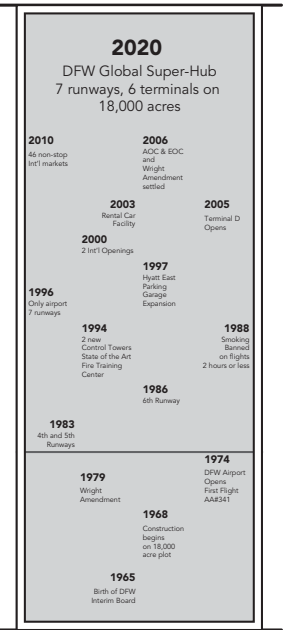 2020
DFW Global Super-Hub
7 runways, 6 terminals on
18,000 acres
2010
46 non-stop
Int'l markets
2006
AOC & EOC
and
Wright
Amendment
settled
2003
Rental Car
Facility
2005
Terminal D
Opens
2000
2 Int'l Openings
1997
Hyatt East
Parking
Garage
Expansion
1996
Only airport
7 runways
1994
2 new
Control Towers
State of the Art
Fire Training
Center
1988
Smoking
Banned
on flights
2 hours or less
1986
6th Runway
1983
4th and 5th
Runways
1974
DFW Airport
Opens
First Flight
AA#341
1979
Wright
Amendment
1968
Construction
begins
on 18,000
acre plot
1965
Birth of DFW
Interim Board